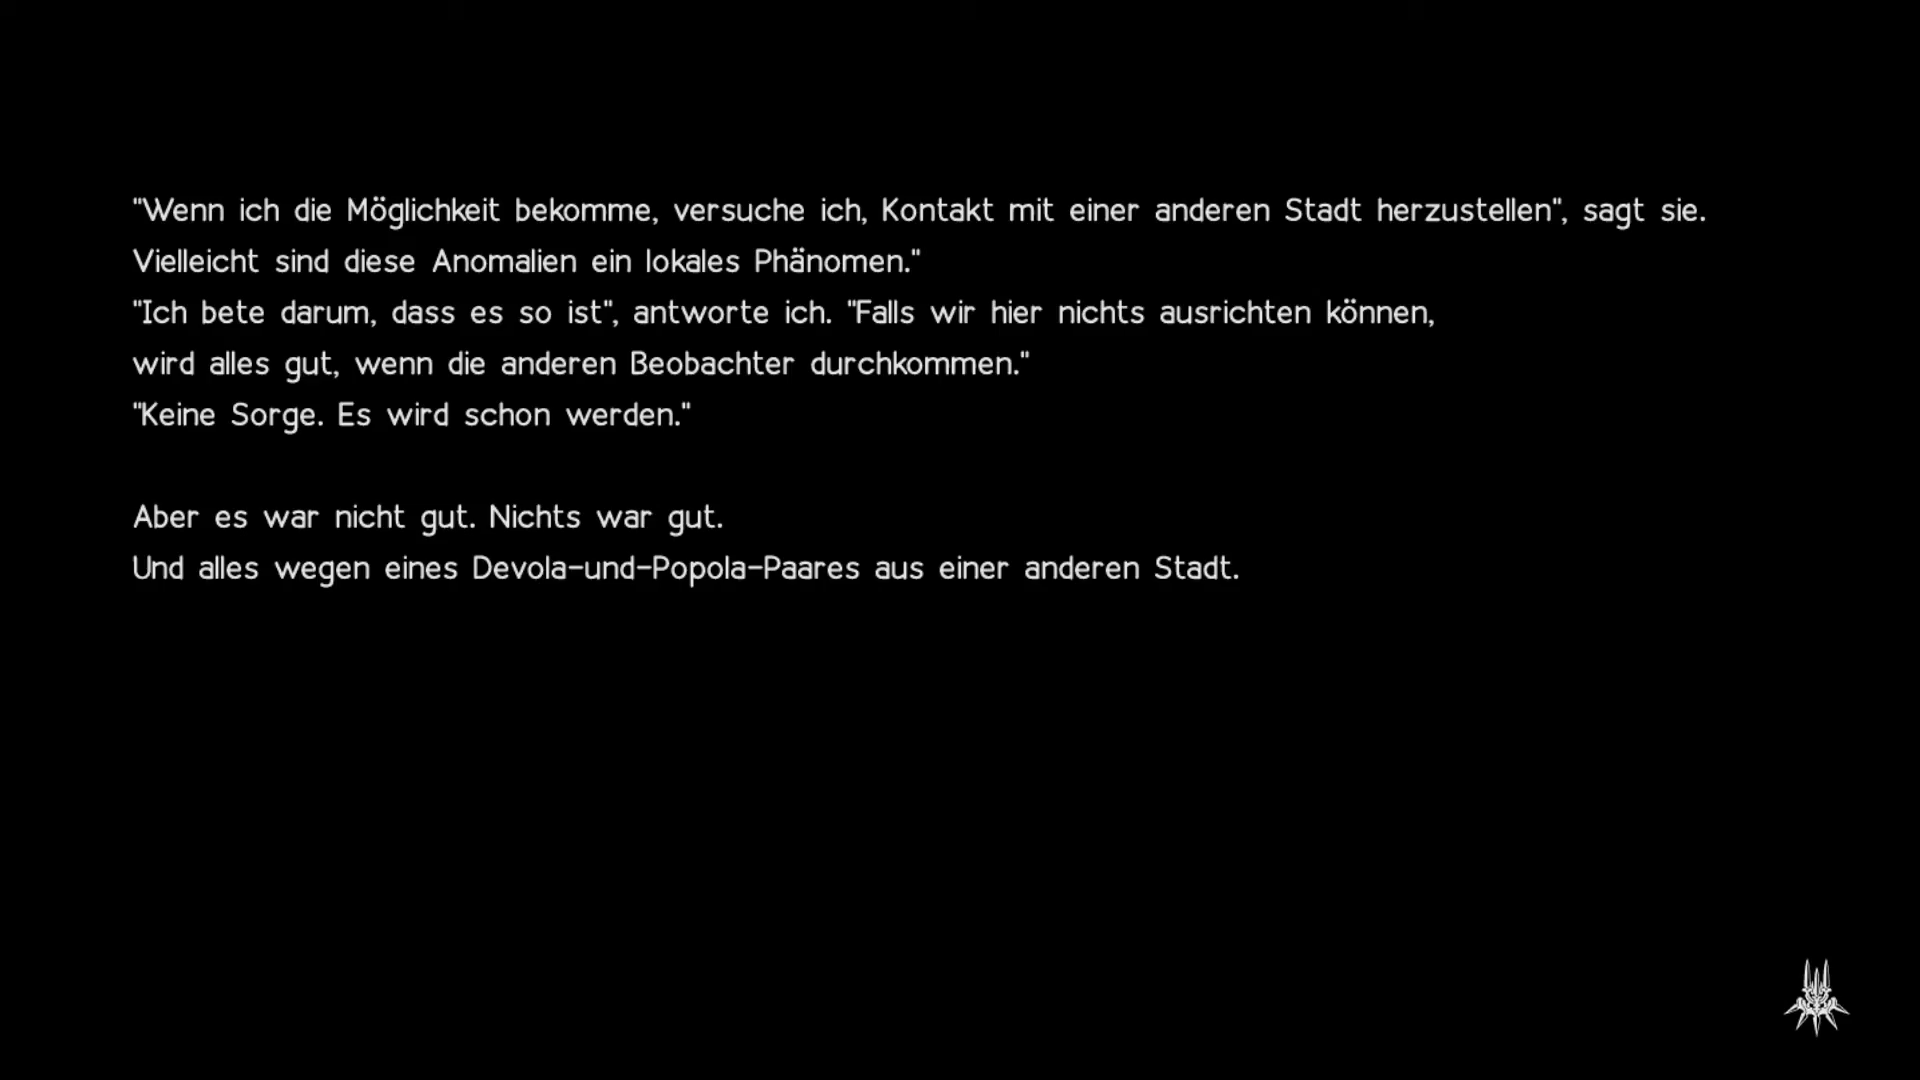 "Wenn ich die Möglichkeit bekomme, versuche ich, Kontakt mit einer anderen Stadt herzustellen", sagt sie.
Vielleicht sind diese Anomalien ein lokales Phänomen."
"Ich bete darum, dass es so ist", antworte ich. "Falls wir hier nichts ausrichten können,
wird alles gut, wenn die anderen Beobachter durchkommen."
"Keine Sorge. Es wird schon werden."
Aber es war nicht gut. Nichts war gut.
Und alles wegen eines Devola-und-Popola-Paares aus einer anderen Stadt.